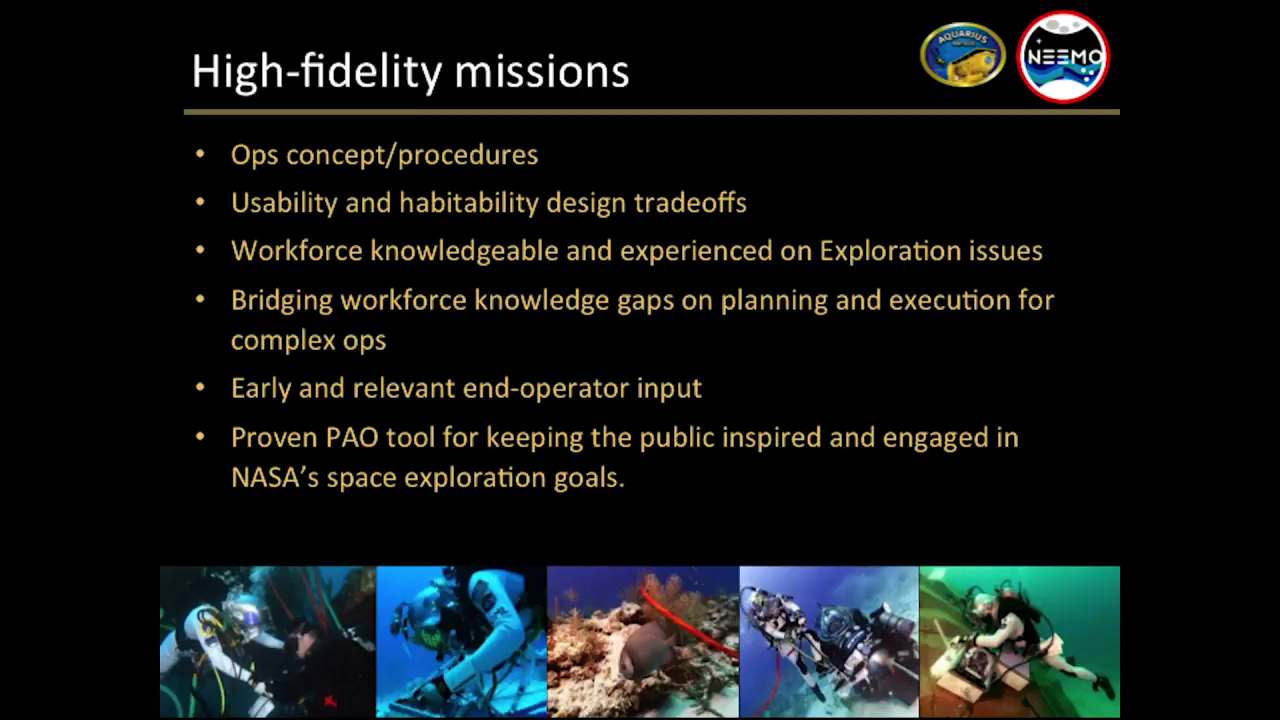 High-fidelity missions
AQUARIUS
NEEMO
• Ops concept/procedures
• Usability and habitability design tradeoffs
• Workforce knowledgeable and experienced on Exploration issues
• Bridging workforce knowledge gaps on planning and execution for
complex ops
• Early and relevant end-operator input
• Proven PAO tool for keeping the public inspired and engaged in
NASA’s space exploration goals.